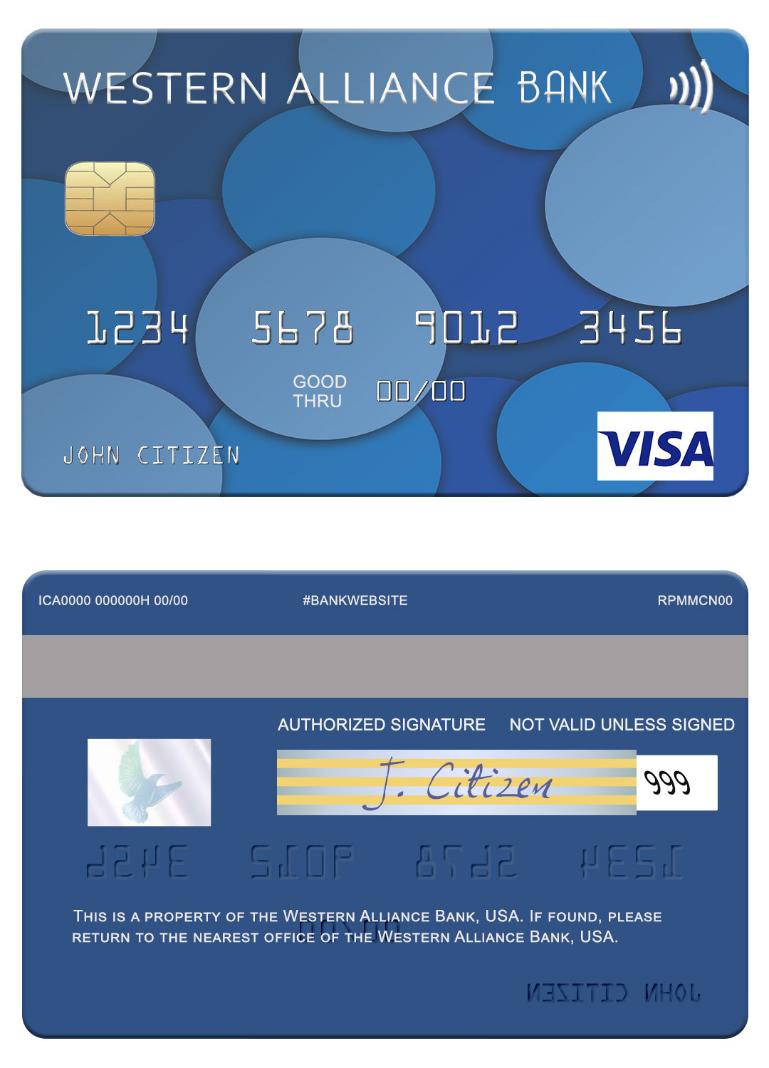 WESTERN ALLIANCE BANK
1234 5678 9012 3456
GOOD THRU 00/00
JOHN CITIZEN
VISA
ICA0000 000000H 00/00 #BANKWEBSITE RPMMCN00
AUTHORIZED SIGNATURE NOT VALID UNLESS SIGNED
J. Citizen 999
1234 5678 9012 3456
THIS IS A PROPERTY OF THE WESTERN ALLIANCE BANK, USA. IF FOUND, PLEASE
RETURN TO THE NEAREST OFFICE OF THE WESTERN ALLIANCE BANK, USA.
00/00
JOHN CITIZEN